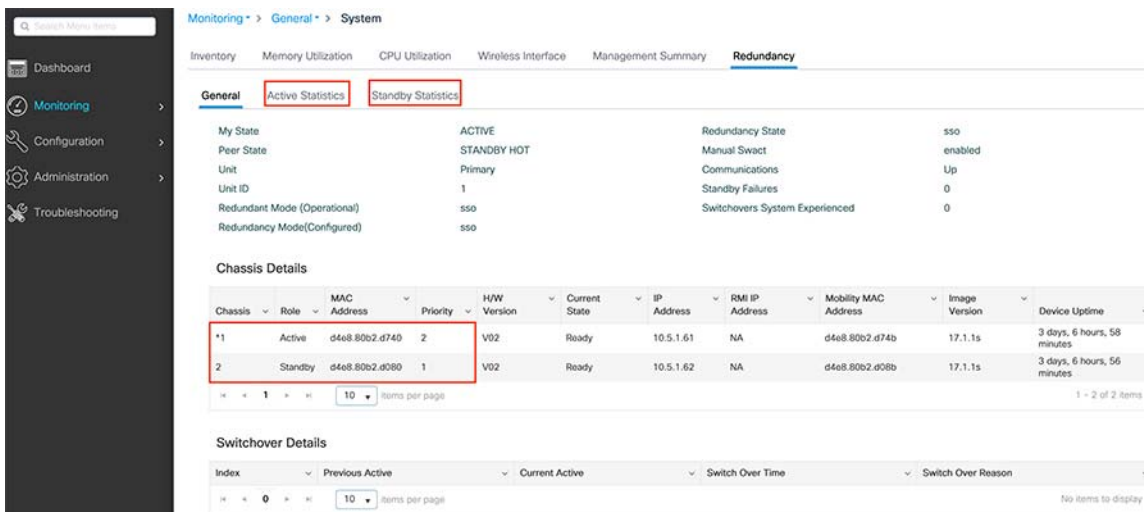 Search Menu Items
Dashboard
Monitoring
Configuration
Administration
Troubleshooting
Monitoring > General > System
Inventory Memory Utilization CPU Utilization Wireless Interface Management Summary Redundancy
General Active Statistics Standby Statistics
My State ACTIVE Redundancy State sso
Peer State STANDBY HOT Manual Swact enabled
Unit Primary Communications Up
Unit ID 1 Standby Failures 0
Redundant Mode (Operational) sso Switchovers System Experienced 0
Redundancy Mode(Configured) sso
Chassis Details
Chassis Role MAC Address Priority H/W Version Current State IP Address RMI IP Address Mobility MAC Address Image Version Device Uptime
*1 Active d4e8.80b2.d740 2 V02 Ready 10.5.1.61 NA d4e8.80b2.d74b 17.1.1s 3 days, 6 hours, 58 minutes
2 Standby d4e8.80b2.d080 1 V02 Ready 10.5.1.62 NA d4e8.80b2.d08b 17.1.1s 3 days, 6 hours, 56 minutes
1 10 items per page 1 - 2 of 2 items
Switchover Details
Index Previous Active Current Active Switch Over Time Switch Over Reason
0 10 items per page No items to display